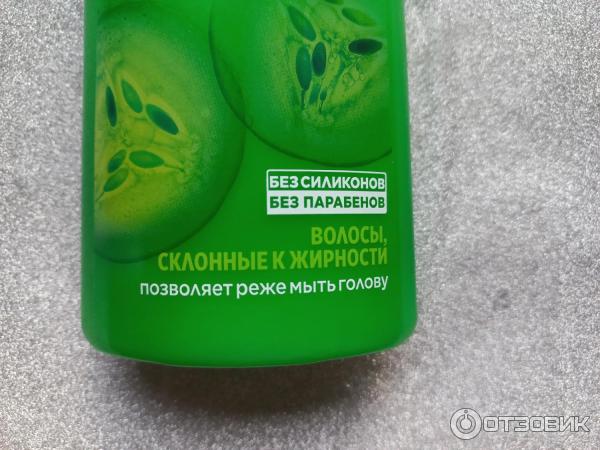 БЕЗ СИЛИКОНОВ
БЕЗ ПАРАБЕНОВ
ВОЛОСЫ,
СКЛОННЫЕ К ЖИРНОСТИ
позволяет реже мыть голову
ОТЗОВИК